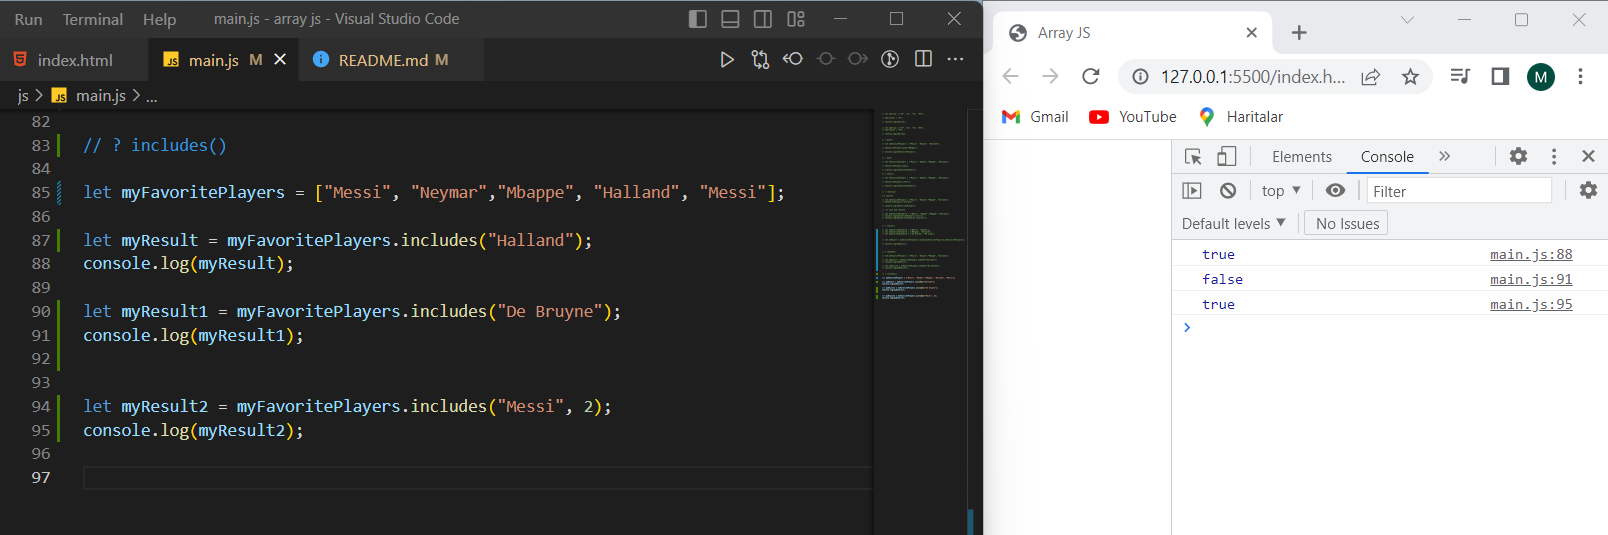 Run Terminal Help main.js - array js - Visual Studio Code
index.html JS main.js M README.md M
js > JS main.js > ...
82
83 // ? includes()
84
85 let myFavoritePlayers = ["Messi", "Neymar","Mbappe", "Halland", "Messi"];
86
87 let myResult = myFavoritePlayers.includes("Halland");
88 console.log(myResult);
89
90 let myResult1 = myFavoritePlayers.includes("De Bruyne");
91 console.log(myResult1);
92
93
94 let myResult2 = myFavoritePlayers.includes("Messi", 2);
95 console.log(myResult2);
96
97
Array JS
127.0.0.1:5500/index.h... M
Gmail YouTube Haritalar
Elements Console
top Filter
Default levels No Issues
true main.js:88
false main.js:91
true main.js:95